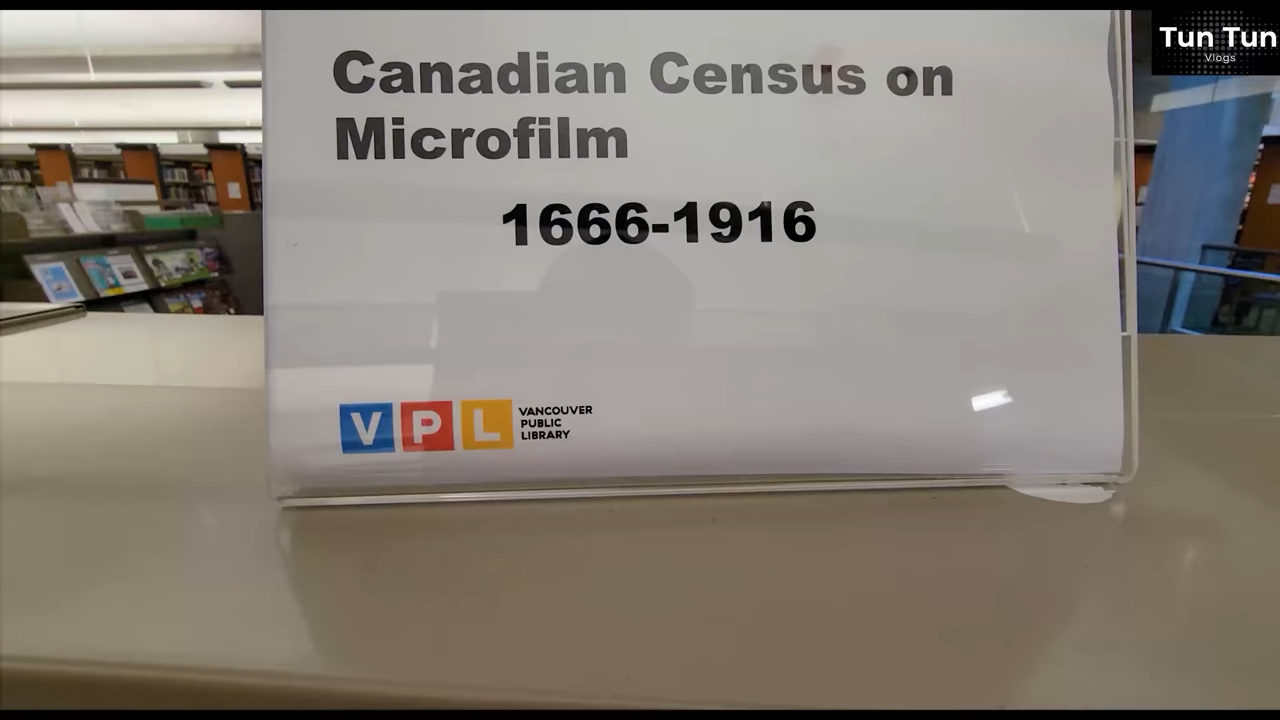 Tun Tun
Vlogs
Canadian Census on
Microfilm
1666-1916
VPL
VANCOUVER
PUBLIC
LIBRARY